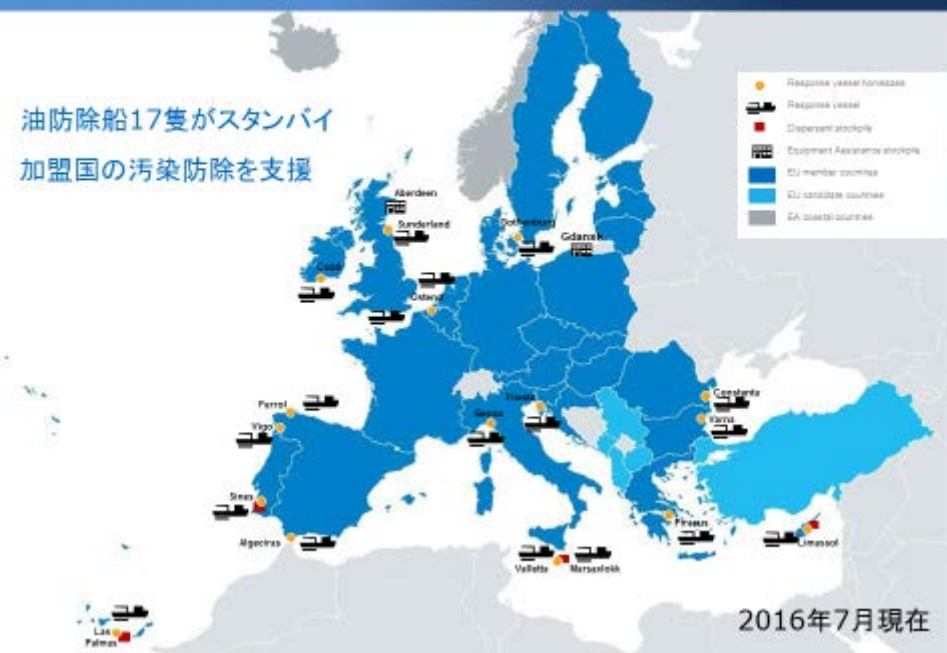 油防除船17隻がスタンバイ
加盟国の汚染防除を支援
Response vessel homebase
Response vessel
Dispersant stockpile
Equipment Assistance stockpile
EU member countries
EU candidate countries
EA coastal countries
Aberdeen
Sunderland
Gothenburg
Gdansk
Cobh
Ostend
Ferrol
Vigo
Genoa
Trieste
Constanta
Varna
Sines
Algeciras
Piraeus
Limassol
Valletta
Marsaxlokk
Las
Palmas
2016年7月現在